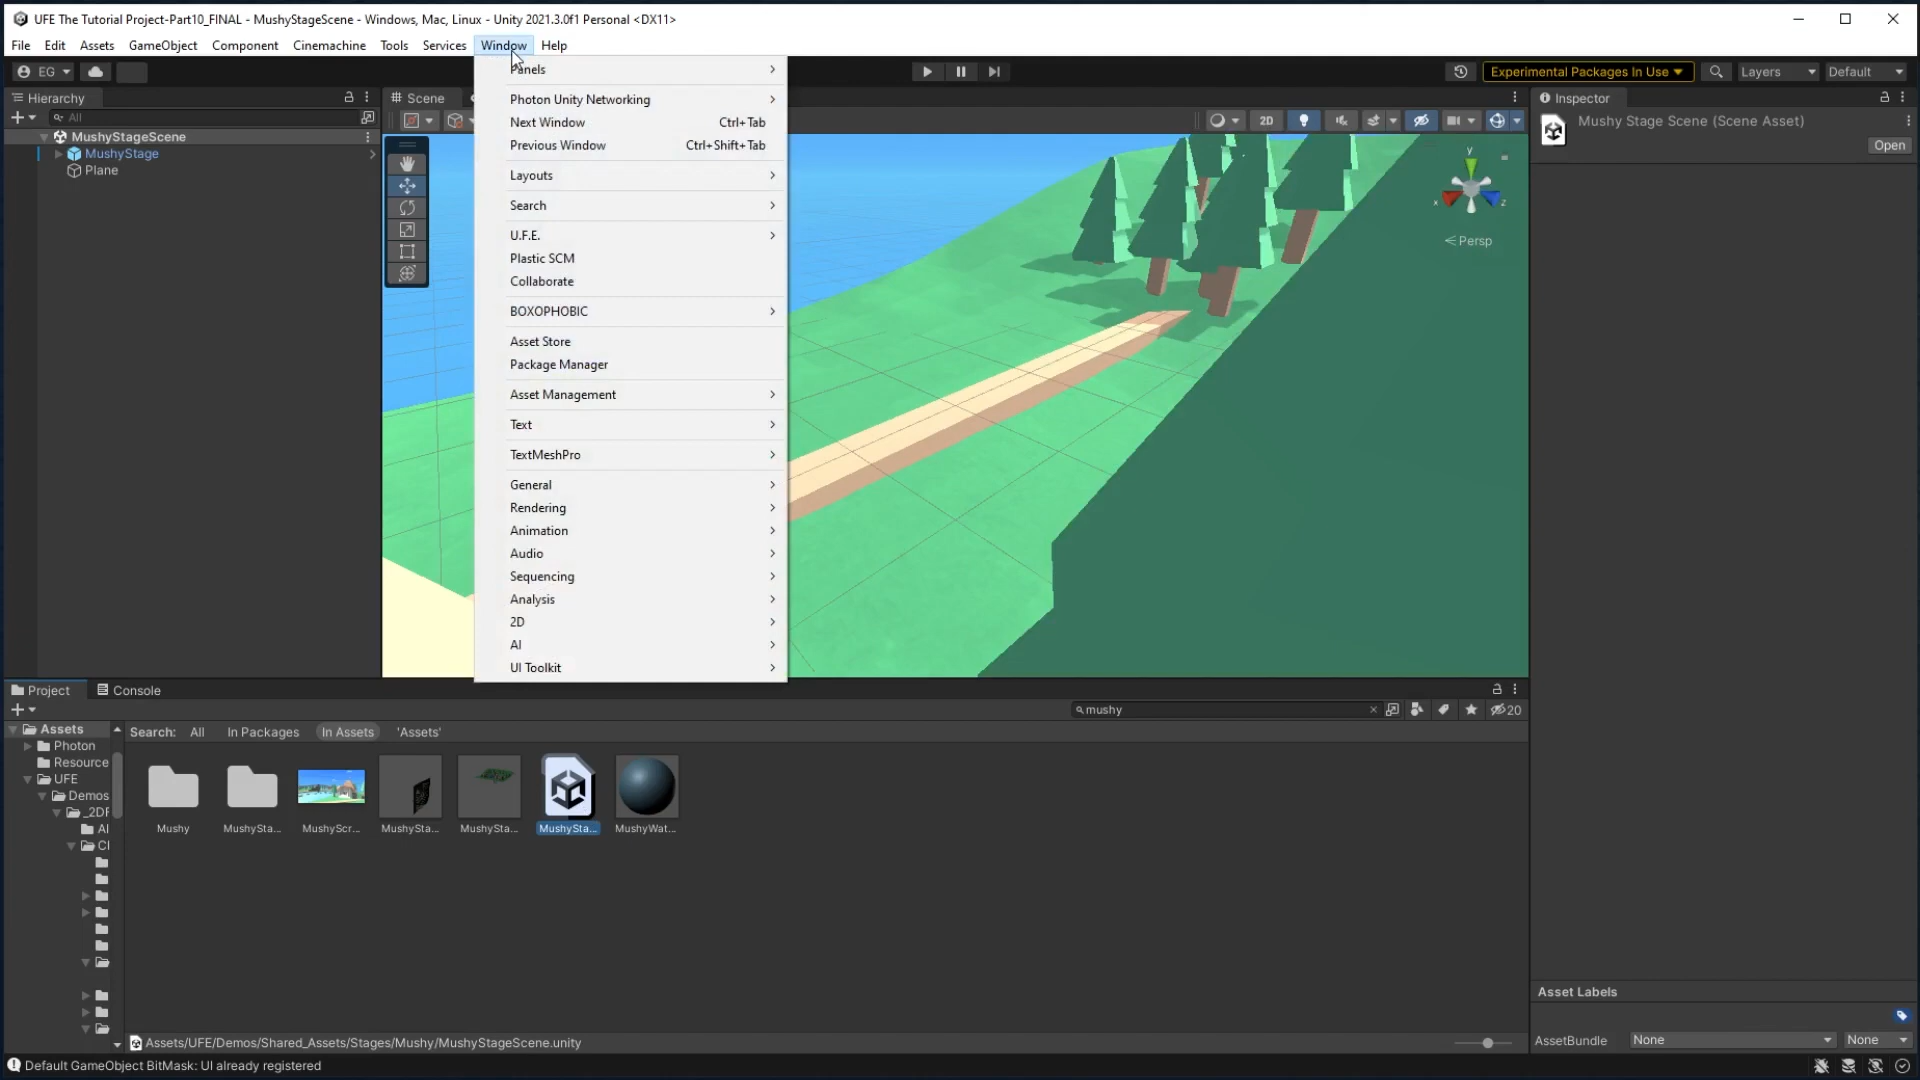 UFE The Tutorial Project-Part10_FINAL - MushyStageScene - Windows, Mac, Linux - Unity 2021.3.0f1 Personal <DX11>
File Edit Assets GameObject Component Cinemachine Tools Services Window Help
EG
Experimental Packages In Use
Layers
Default
Hierarchy
All
MushyStageScene
MushyStage
Plane
Scene
2D
y
x
z
Persp
Panels
Photon Unity Networking
Next Window Ctrl+Tab
Previous Window Ctrl+Shift+Tab
Layouts
Search
U.F.E.
Plastic SCM
Collaborate
BOXOPHOBIC
Asset Store
Package Manager
Asset Management
Text
TextMeshPro
General
Rendering
Animation
Audio
Sequencing
Analysis
2D
AI
UI Toolkit
Inspector
Mushy Stage Scene (Scene Asset)
Open
Asset Labels
AssetBundle None None
Project Console
mushy
20
Assets
Photon
Resource
UFE
Demos
_2DF
AI
Cl
Search: All In Packages In Assets 'Assets'
Mushy MushySta... MushyScr... MushySta... MushySta... MushySta... MushyWat...
Assets/UFE/Demos/Shared_Assets/Stages/Mushy/MushyStageScene.unity
Default GameObject BitMask: UI already registered